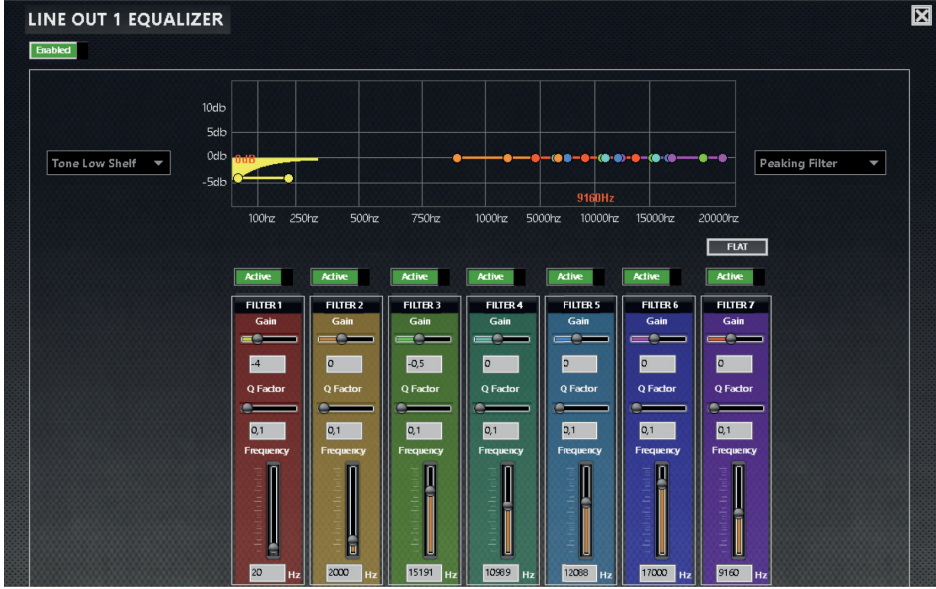 LINE OUT 1 EQUALIZER
Enabled
10db
5db
0db
-5db
0dB
Tone Low Shelf
Peaking Filter
9160Hz
100hz 250hz 500hz 750hz 1000hz 5000hz 10000hz 15000hz 20000hz
FLAT
Active Active Active Active Active Active Active
FILTER 1 FILTER 2 FILTER 3 FILTER 4 FILTER 5 FILTER 6 FILTER 7
Gain Gain Gain Gain Gain Gain Gain
-4 0 -0,5 0 0 0 0
Q Factor Q Factor Q Factor Q Factor Q Factor Q Factor Q Factor
0,1 0,1 0,1 0,1 0,1 0,1 0,1
Frequency Frequency Frequency Frequency Frequency Frequency Frequency
20 Hz 2000 Hz 15191 Hz 10989 Hz 12088 Hz 17000 Hz 9160 Hz